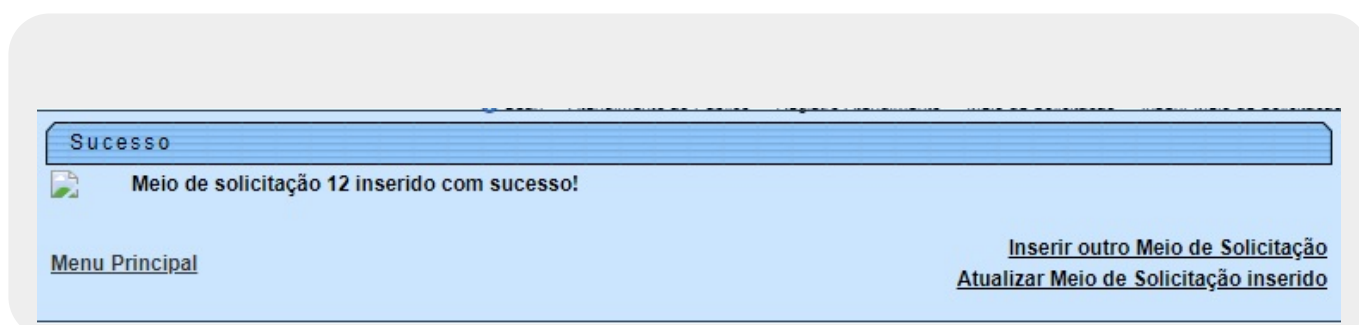 Sucesso
Meio de solicitação 12 inserido com sucesso!
Inserir outro Meio de Solicitação
Menu Principal
Atualizar Meio de Solicitação inserido